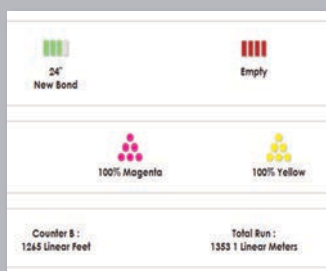 24"
New Bond
Empty
100% Magenta
100% Yellow
Counter B :
1265 Linear Feet
Total Run :
1353 1 Linear Meters